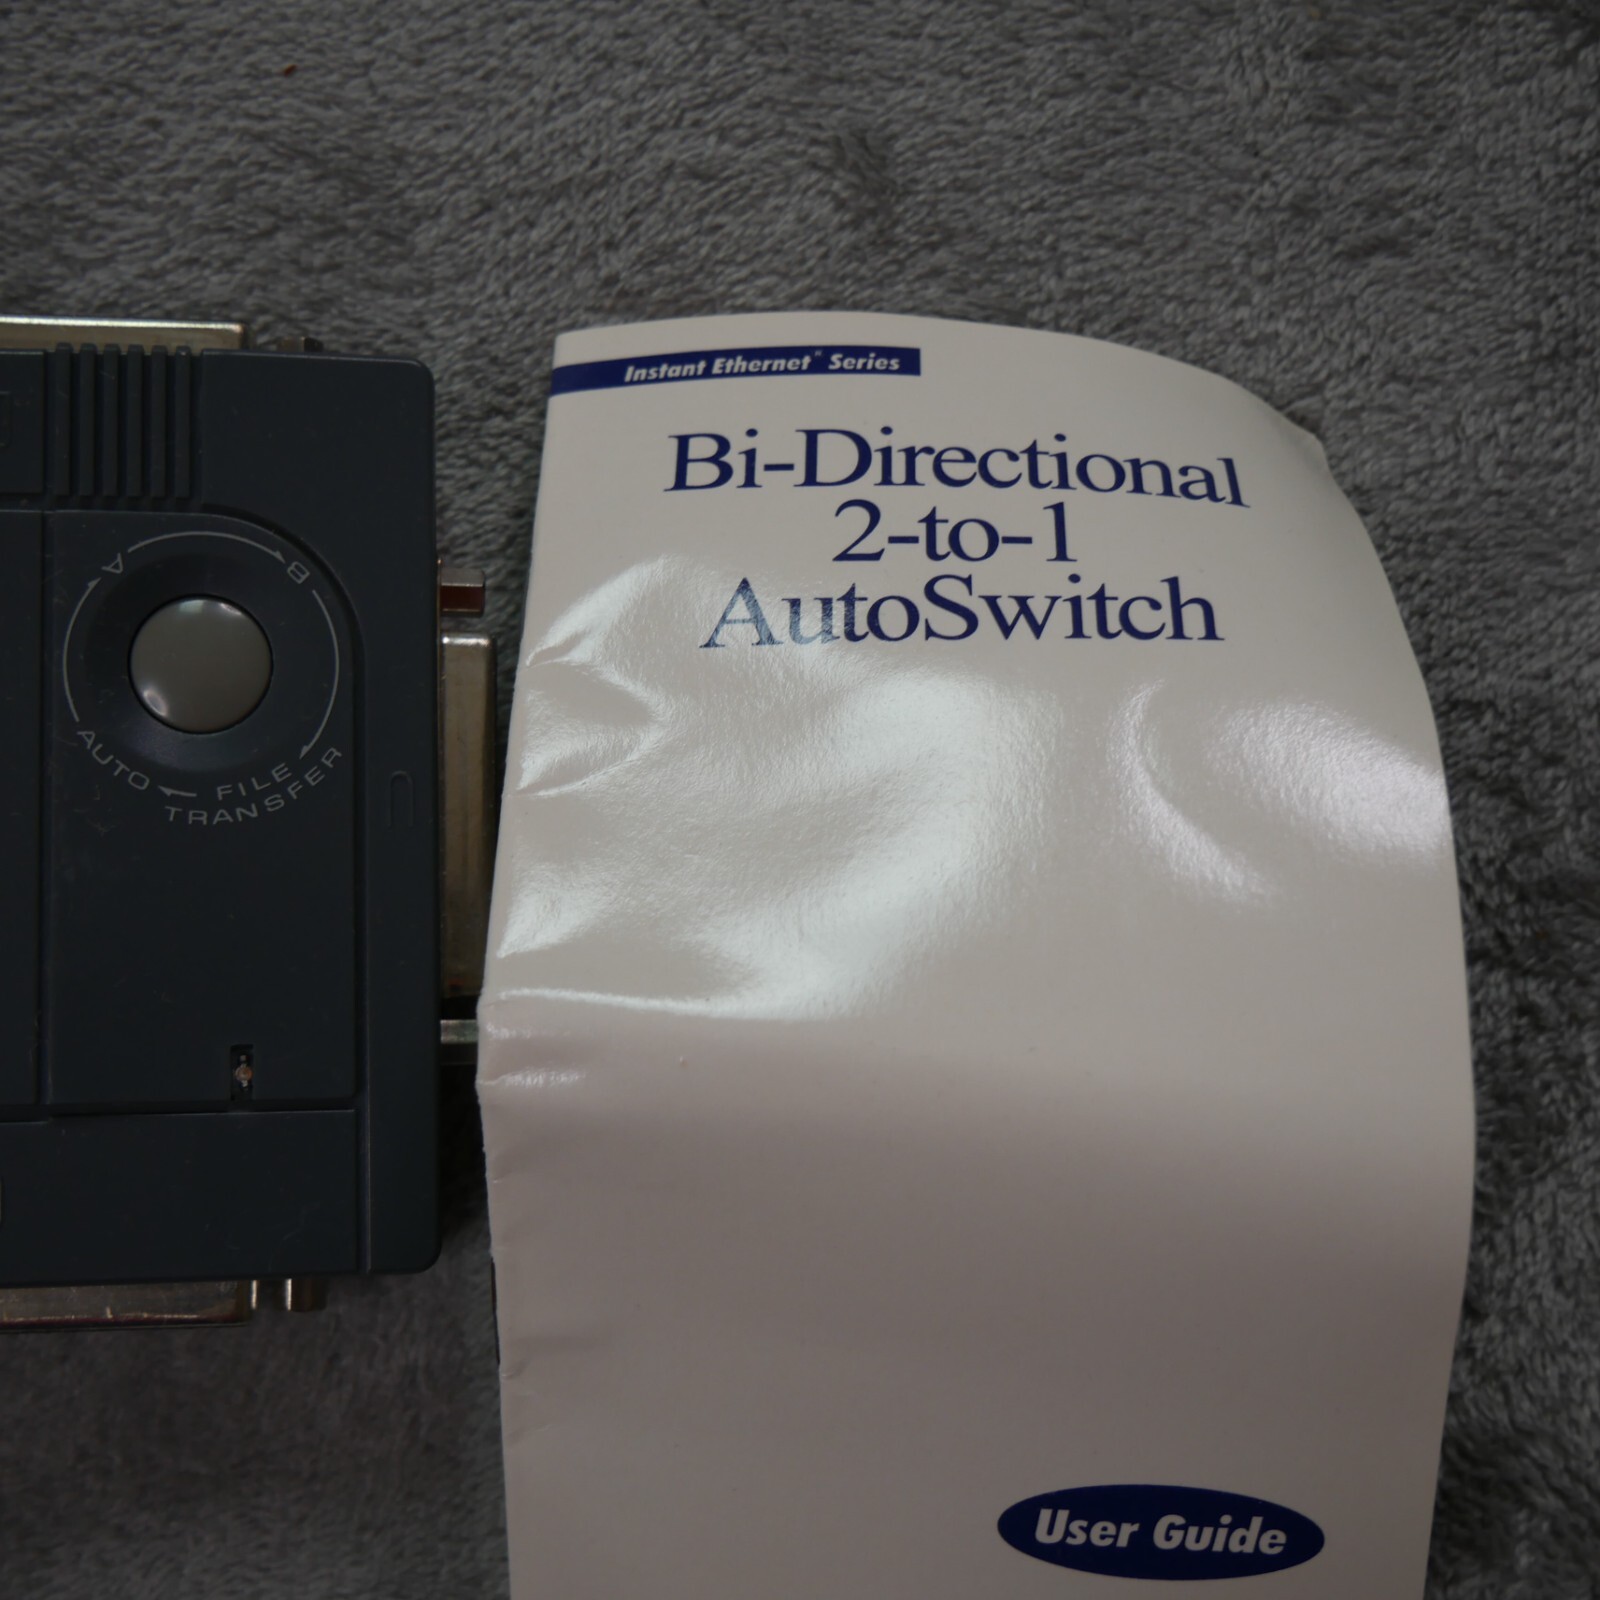 Instant Ethernet® Series
Bi-Directional
2-to-1
AutoSwitch
User Guide
A
B
AUTO
FILE
TRANSFER